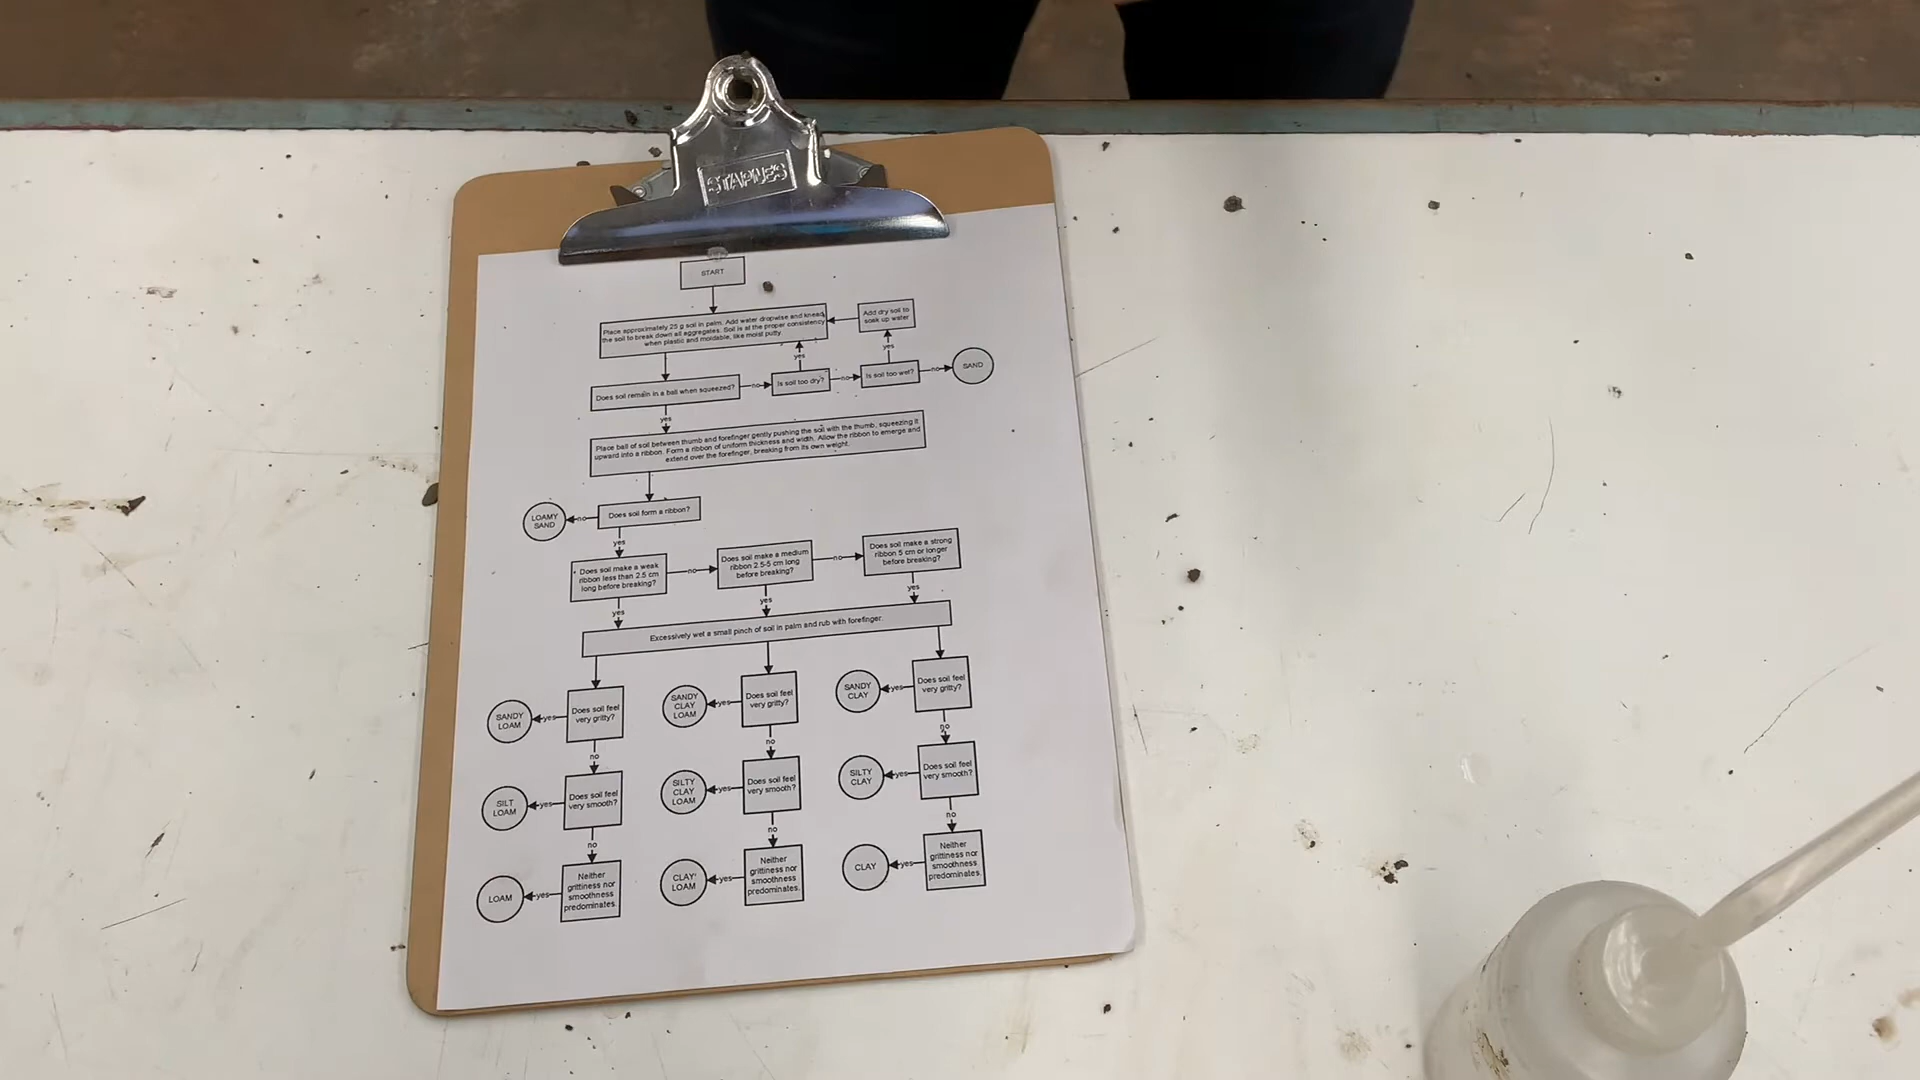 STAPLES
START
Place approximately 25 g soil in palm. Add water dropwise and knead
the soil to break down all aggregates. Soil is at the proper consistency
when plastic and moldable, like moist putty.
Add dry soil to
soak up water
yes
yes
Does soil remain in a ball when squeezed?
no
Is soil too dry?
no
Is soil too wet?
no
SAND
yes
Place ball of soil between thumb and forefinger gently pushing the soil with the thumb, squeezing it
upward into a ribbon. Form a ribbon of uniform thickness and width. Allow the ribbon to emerge and
extend over the forefinger, breaking from its own weight.
LOAMY
SAND
no
Does soil form a ribbon?
yes
Does soil make a weak
ribbon less than 2.5 cm
long before breaking?
no
Does soil make a medium
ribbon 2.5-5 cm long
before breaking?
no
Does soil make a strong
ribbon 5 cm or longer
before breaking?
yes
yes
yes
Excessively wet a small pinch of soil in palm and rub with forefinger.
SANDY
LOAM
yes
Does soil feel
very gritty?
SANDY
CLAY
LOAM
yes
Does soil feel
very gritty?
SANDY
CLAY
yes
Does soil feel
very gritty?
no
no
no
SILT
LOAM
yes
Does soil feel
very smooth?
SILTY
CLAY
LOAM
yes
Does soil feel
very smooth?
SILTY
CLAY
yes
Does soil feel
very smooth?
no
no
no
LOAM
yes
Neither
grittiness nor
smoothness
predominates.
CLAY
LOAM
yes
Neither
grittiness nor
smoothness
predominates.
CLAY
yes
Neither
grittiness nor
smoothness
predominates.